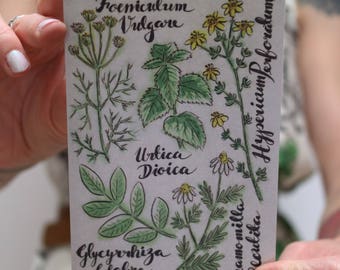 Foeniculum
Vulgare
Hypericum
Perforatum
Urtica
Dioica
Glycyrrhiza